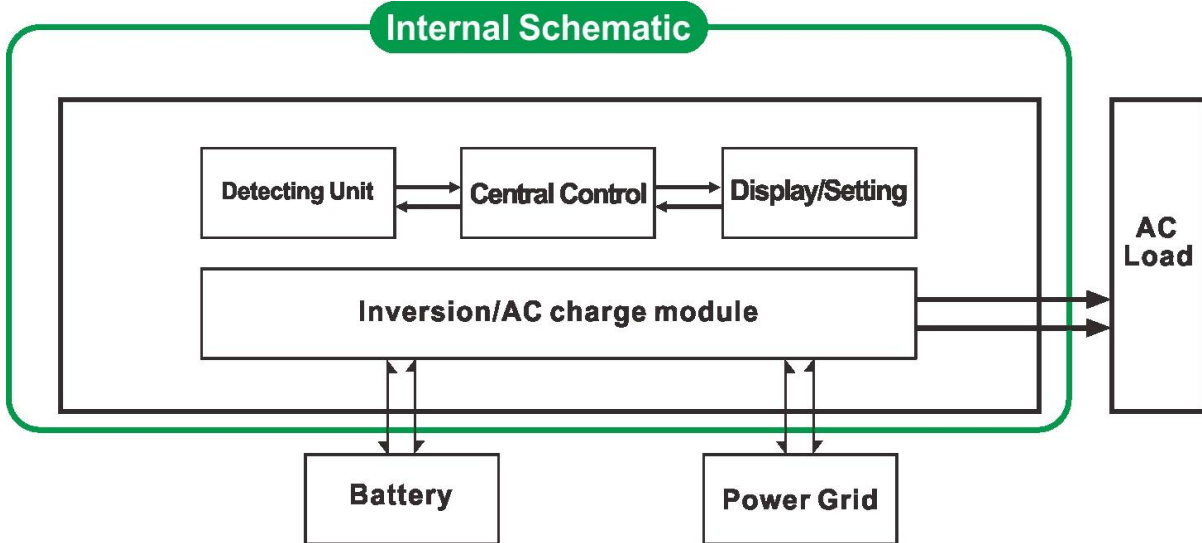 Internal Schematic
Detecting Unit
Central Control
Display/Setting
AC
Load
Inversion/AC charge module
Battery
Power Grid